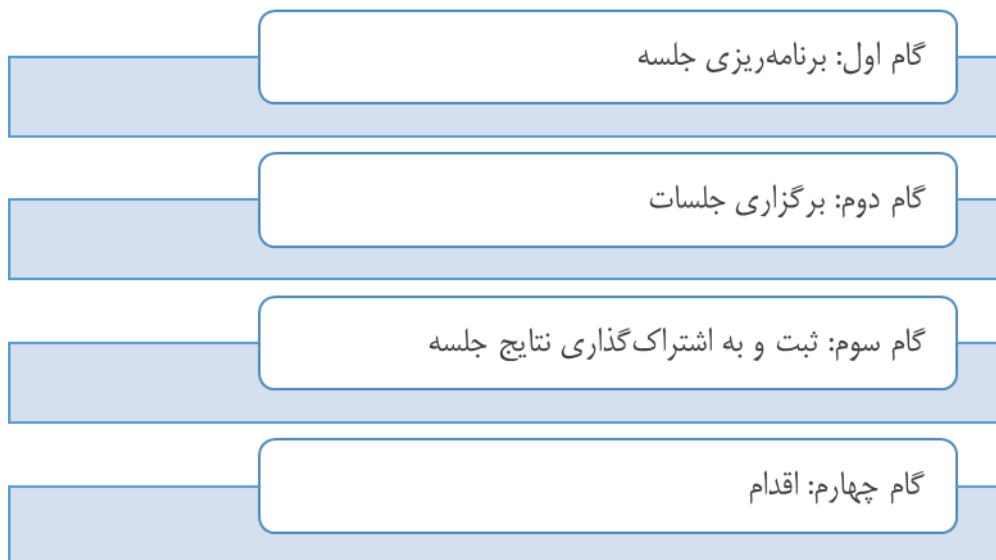 گام اول: برنامه‌ریزی جلسه
گام دوم: برگزاری جلسات
گام سوم: ثبت و به اشتراک‌گذاری نتایج جلسه
گام چهارم: اقدام